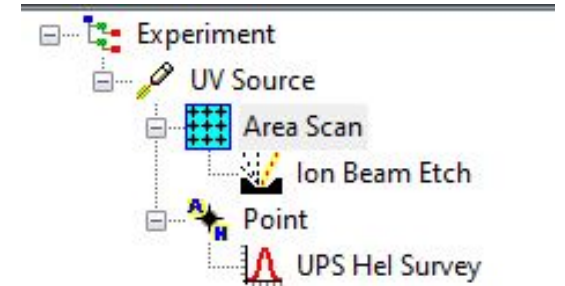 Experiment
UV Source
Area Scan
Ion Beam Etch
A
H
Point
UPS HeI Survey